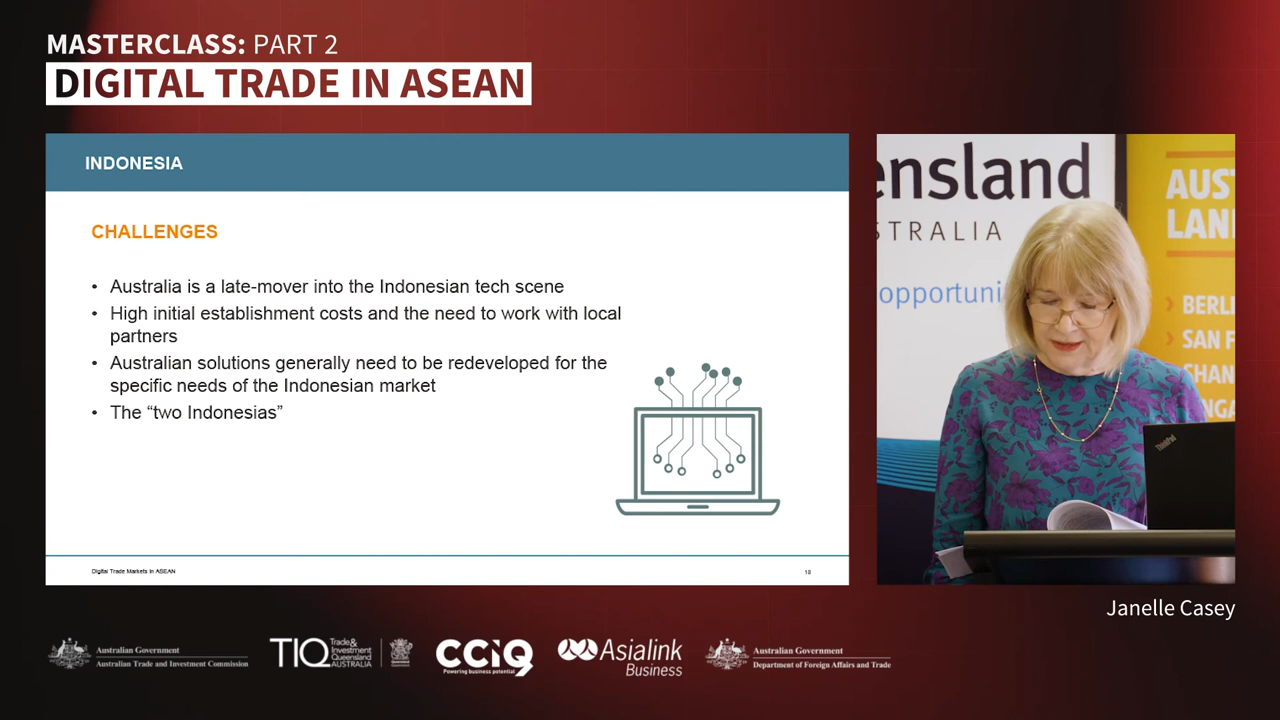 MASTERCLASS: PART 2
DIGITAL TRADE IN ASEAN
INDONESIA
CHALLENGES
• Australia is a late-mover into the Indonesian tech scene
• High initial establishment costs and the need to work with local
partners
• Australian solutions generally need to be redeveloped for the
specific needs of the Indonesian market
• The “two Indonesias”
Digital Trade Markets in ASEAN
18
ensland
STRALIA
opportuni
AUS
LAN
BERLI
SAN F
SHAN
NGA
ThinkPad
Janelle Casey
Australian Government
Australian Trade and Investment Commission
TIQ
Trade &
Investment
Queensland
AUSTRALIA
CCIQ
Powering business potential
Asialink
Business
Australian Government
Department of Foreign Affairs and Trade